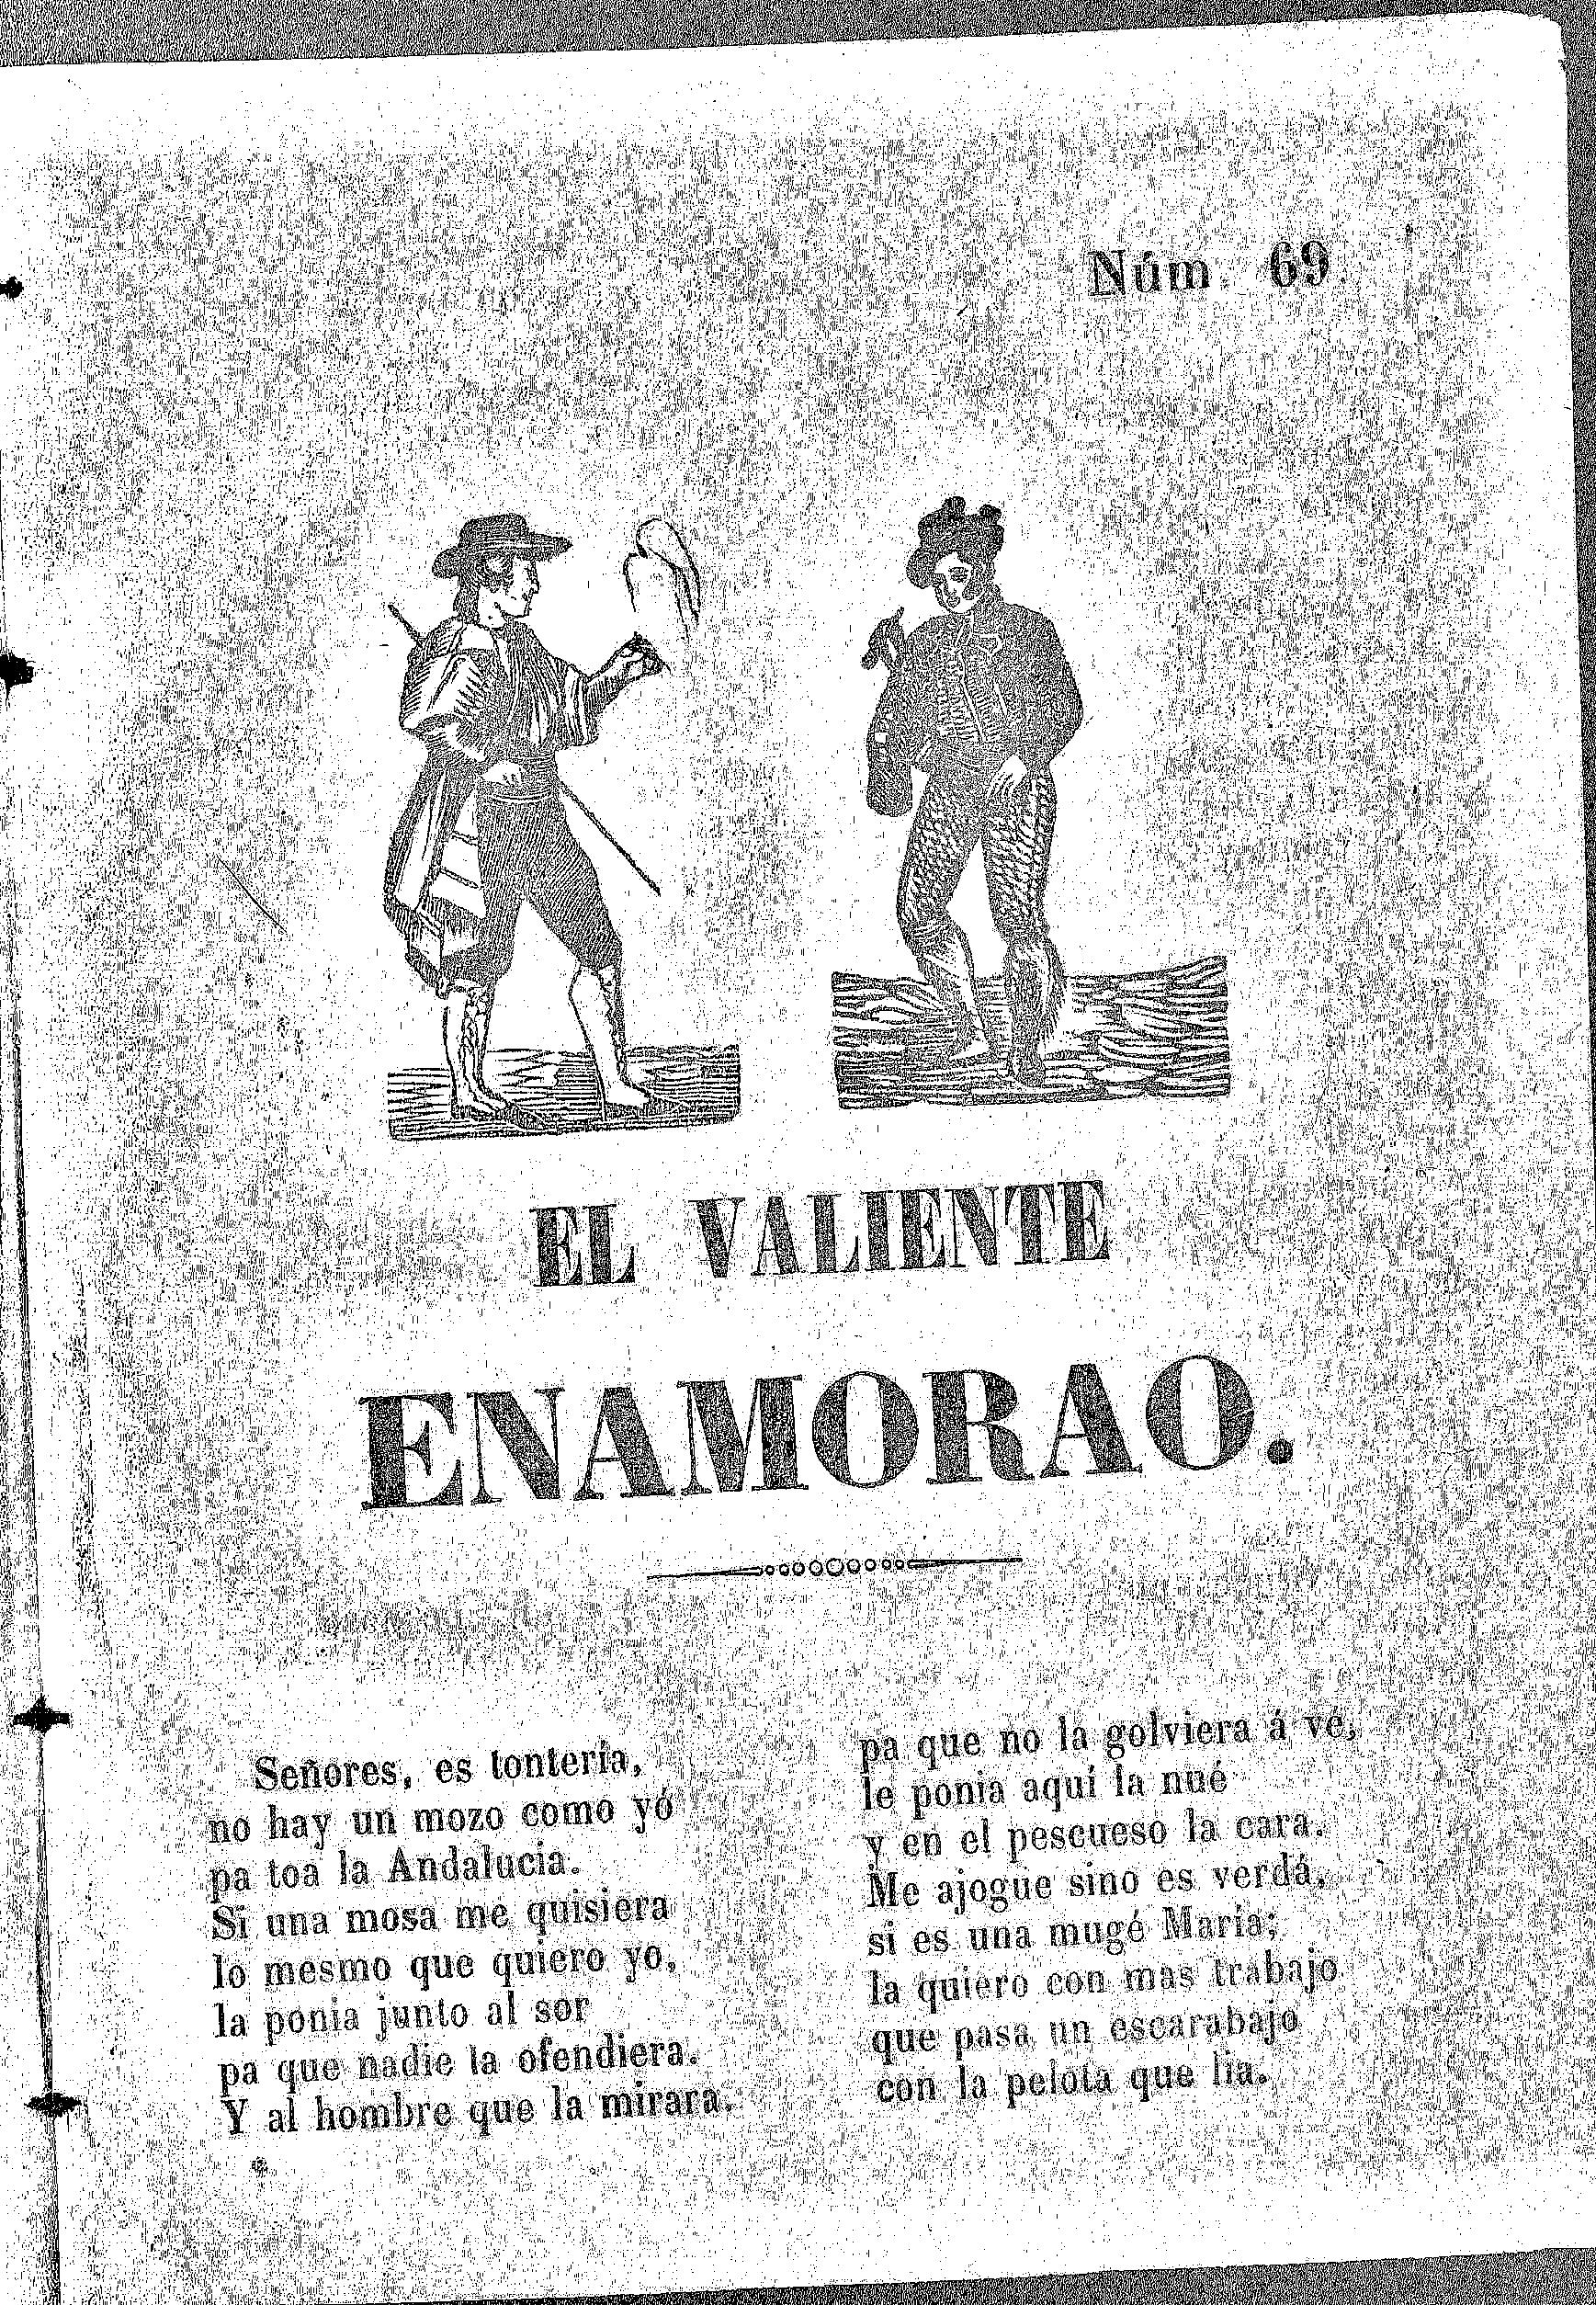 Núm. 69.
EL VALIENTE
ENAMORAO.
Señores, es tontería,
no hay un mozo como yó
pa toa la Andalucia.
Si una mosa me quisiera
lo mesmo que quiero yo,
la ponia junto al sor
pa que nadie la ofendiera.
Y al hombre que la mirara,
pa que no la golviera á vé,
le ponia aquí la nué
y en el pescueso la cara.
Me ajogue sino es verdá,
si es una mugé María;
la quiero con mas trabajo
que pasa un escarabajo
con la pelota que lia.